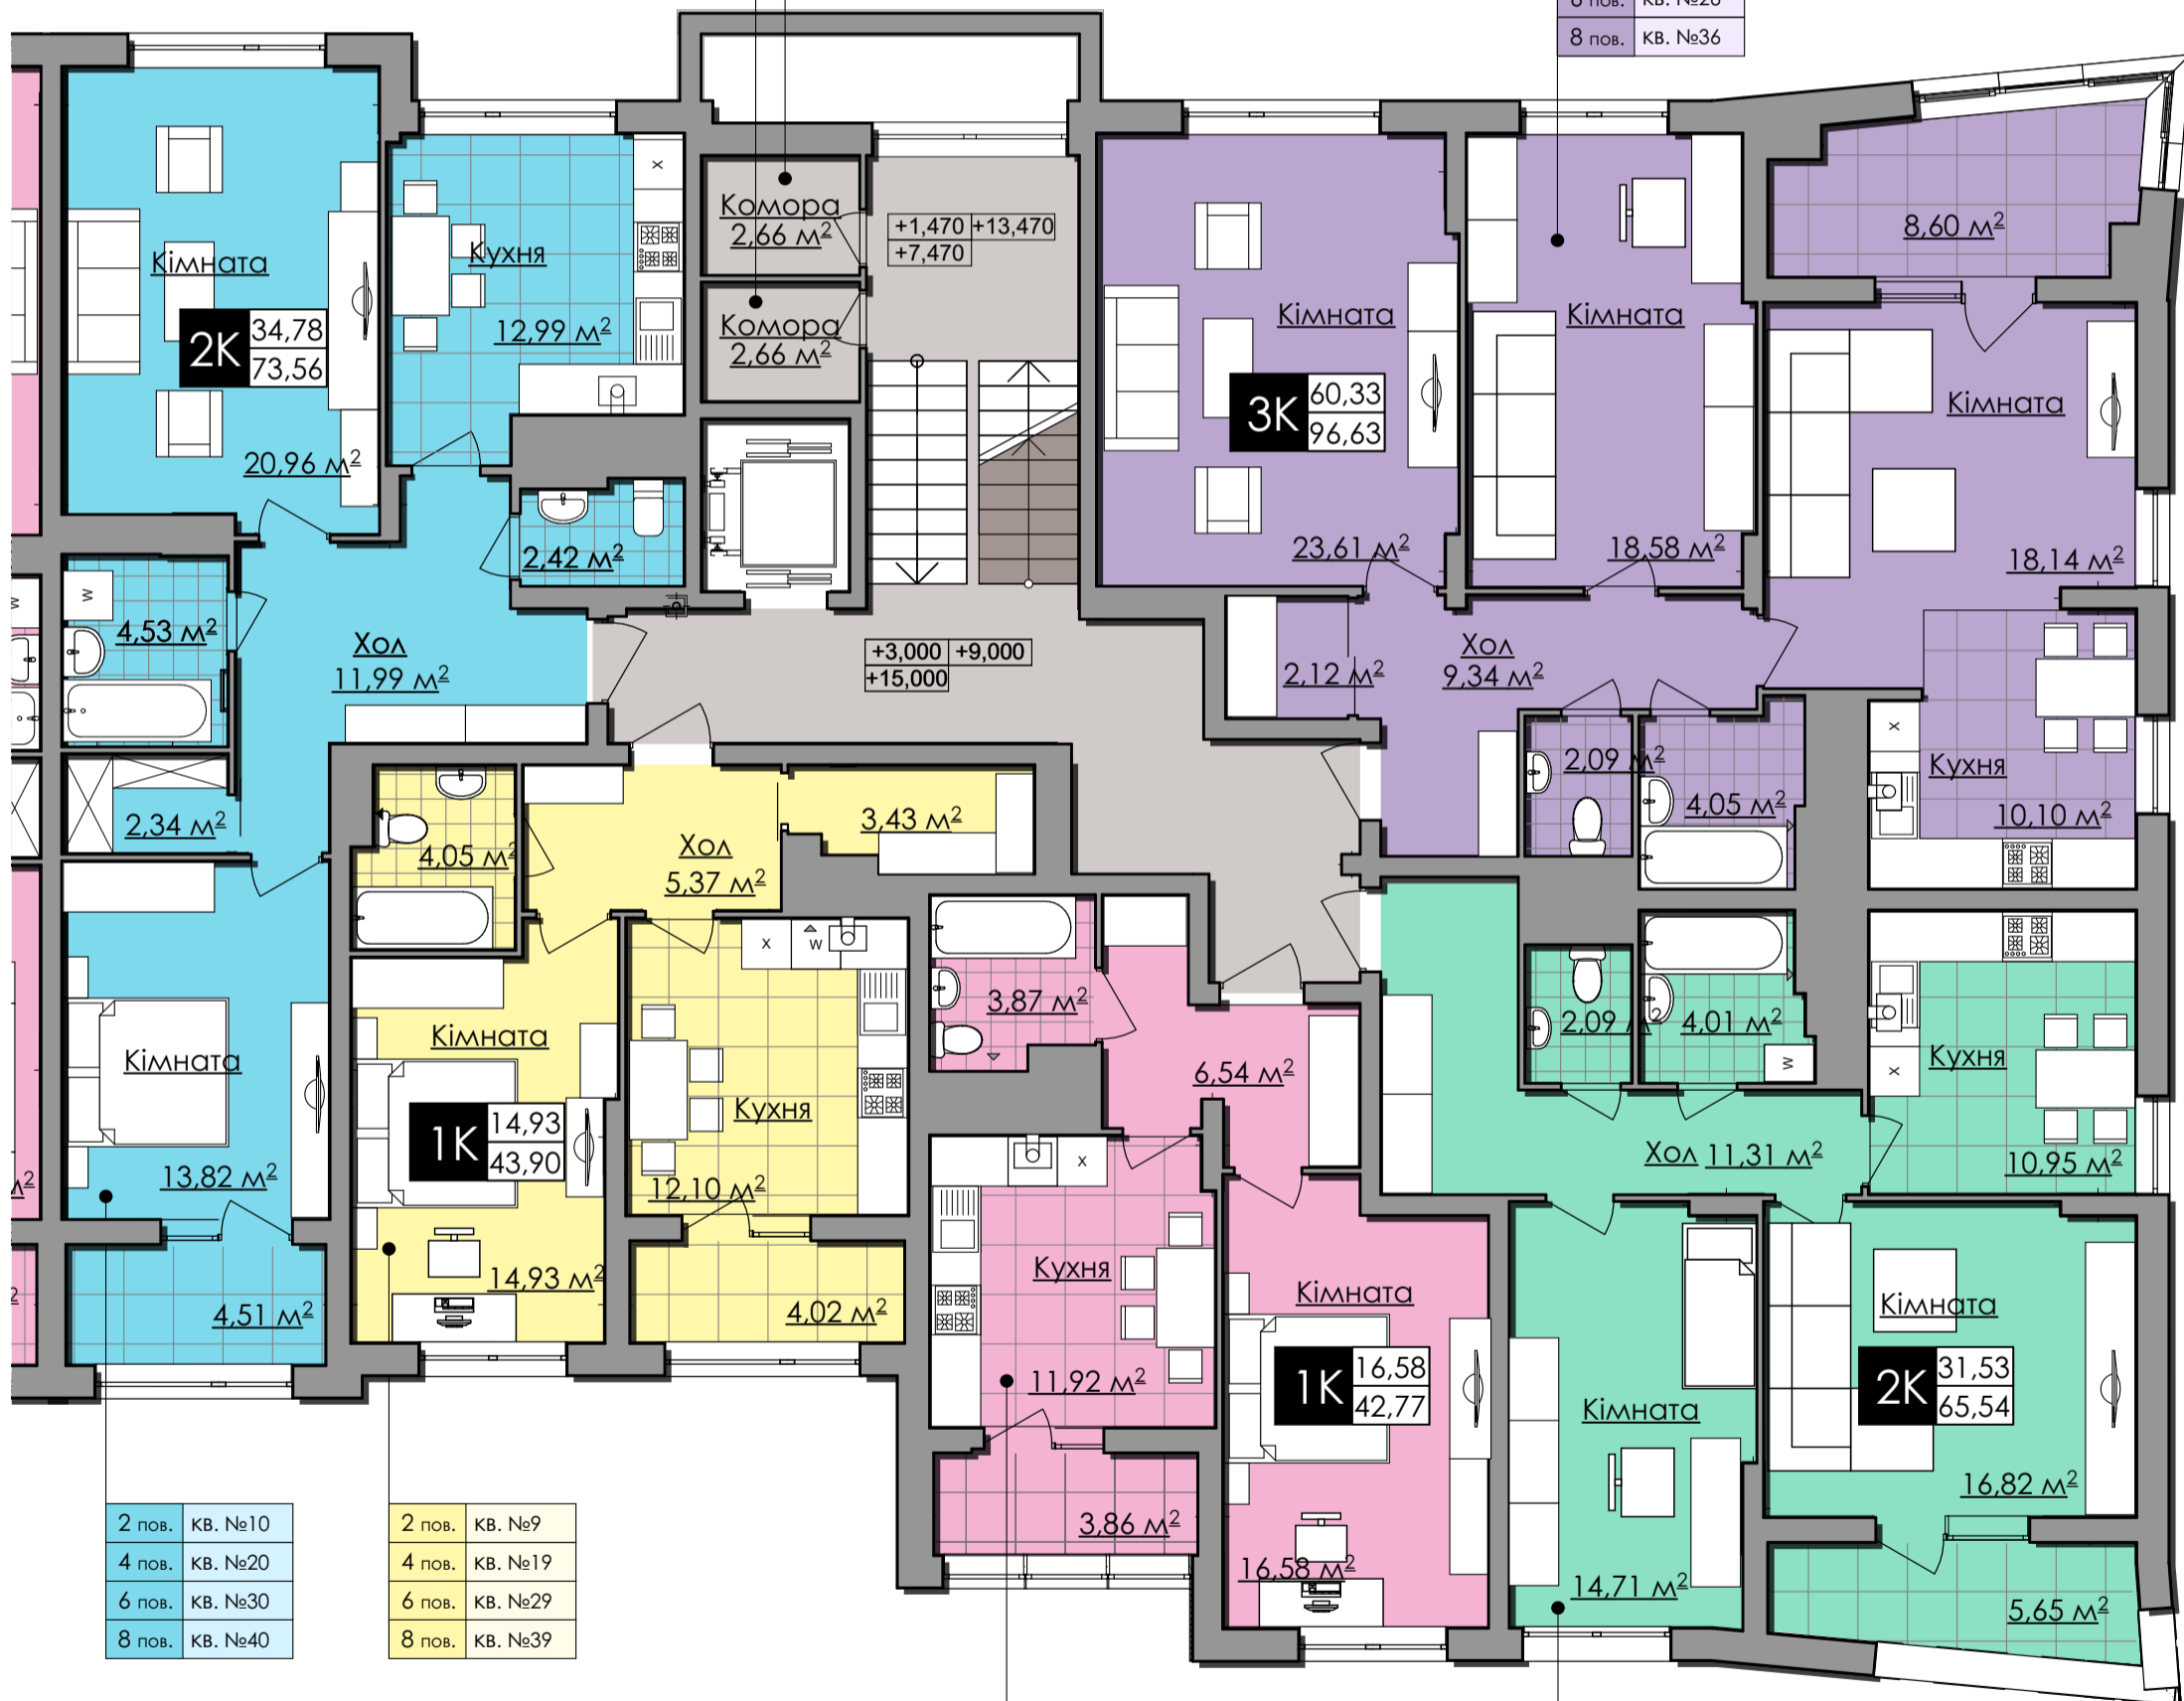 8 пов. кв. №36
Кімната
2К 34,78
73,56
20,96 м²
Кухня
12,99 м²
X
Комора
2,66 м²
Комора
2,66 м²
+1,470 +13,470
+7,470
Кімната
3К 60,33
96,63
23,61 м²
Кімната
18,58 м²
8,60 м²
Кімната
18,14 м²
W
4,53 м²
2,42 м²
Хол
11,99 м²
2,34 м²
+3,000 +9,000
+15,000
2,12 м²
Хол
9,34 м²
2,09 м²
4,05 м²
X
Кухня
10,10 м²
4,05 м²
Хол
5,37 м²
3,43 м²
X W
Кімната
13,82 м²
4,51 м²
Кімната
1К 14,93
43,90
14,93 м²
Кухня
12,10 м²
4,02 м²
3,87 м²
6,54 м²
X
Кухня
11,92 м²
3,86 м²
Кімната
1К 16,58
42,77
16,58 м²
2,09 м²
4,01 м²
W
X
Кухня
10,95 м²
Хол 11,31 м²
Кімната
14,71 м²
Кімната
2К 31,53
65,54
16,82 м²
5,65 м²
2 пов. кв. №10
4 пов. кв. №20
6 пов. кв. №30
8 пов. кв. №40
2 пов. кв. №9
4 пов. кв. №19
6 пов. кв. №29
8 пов. кв. №39